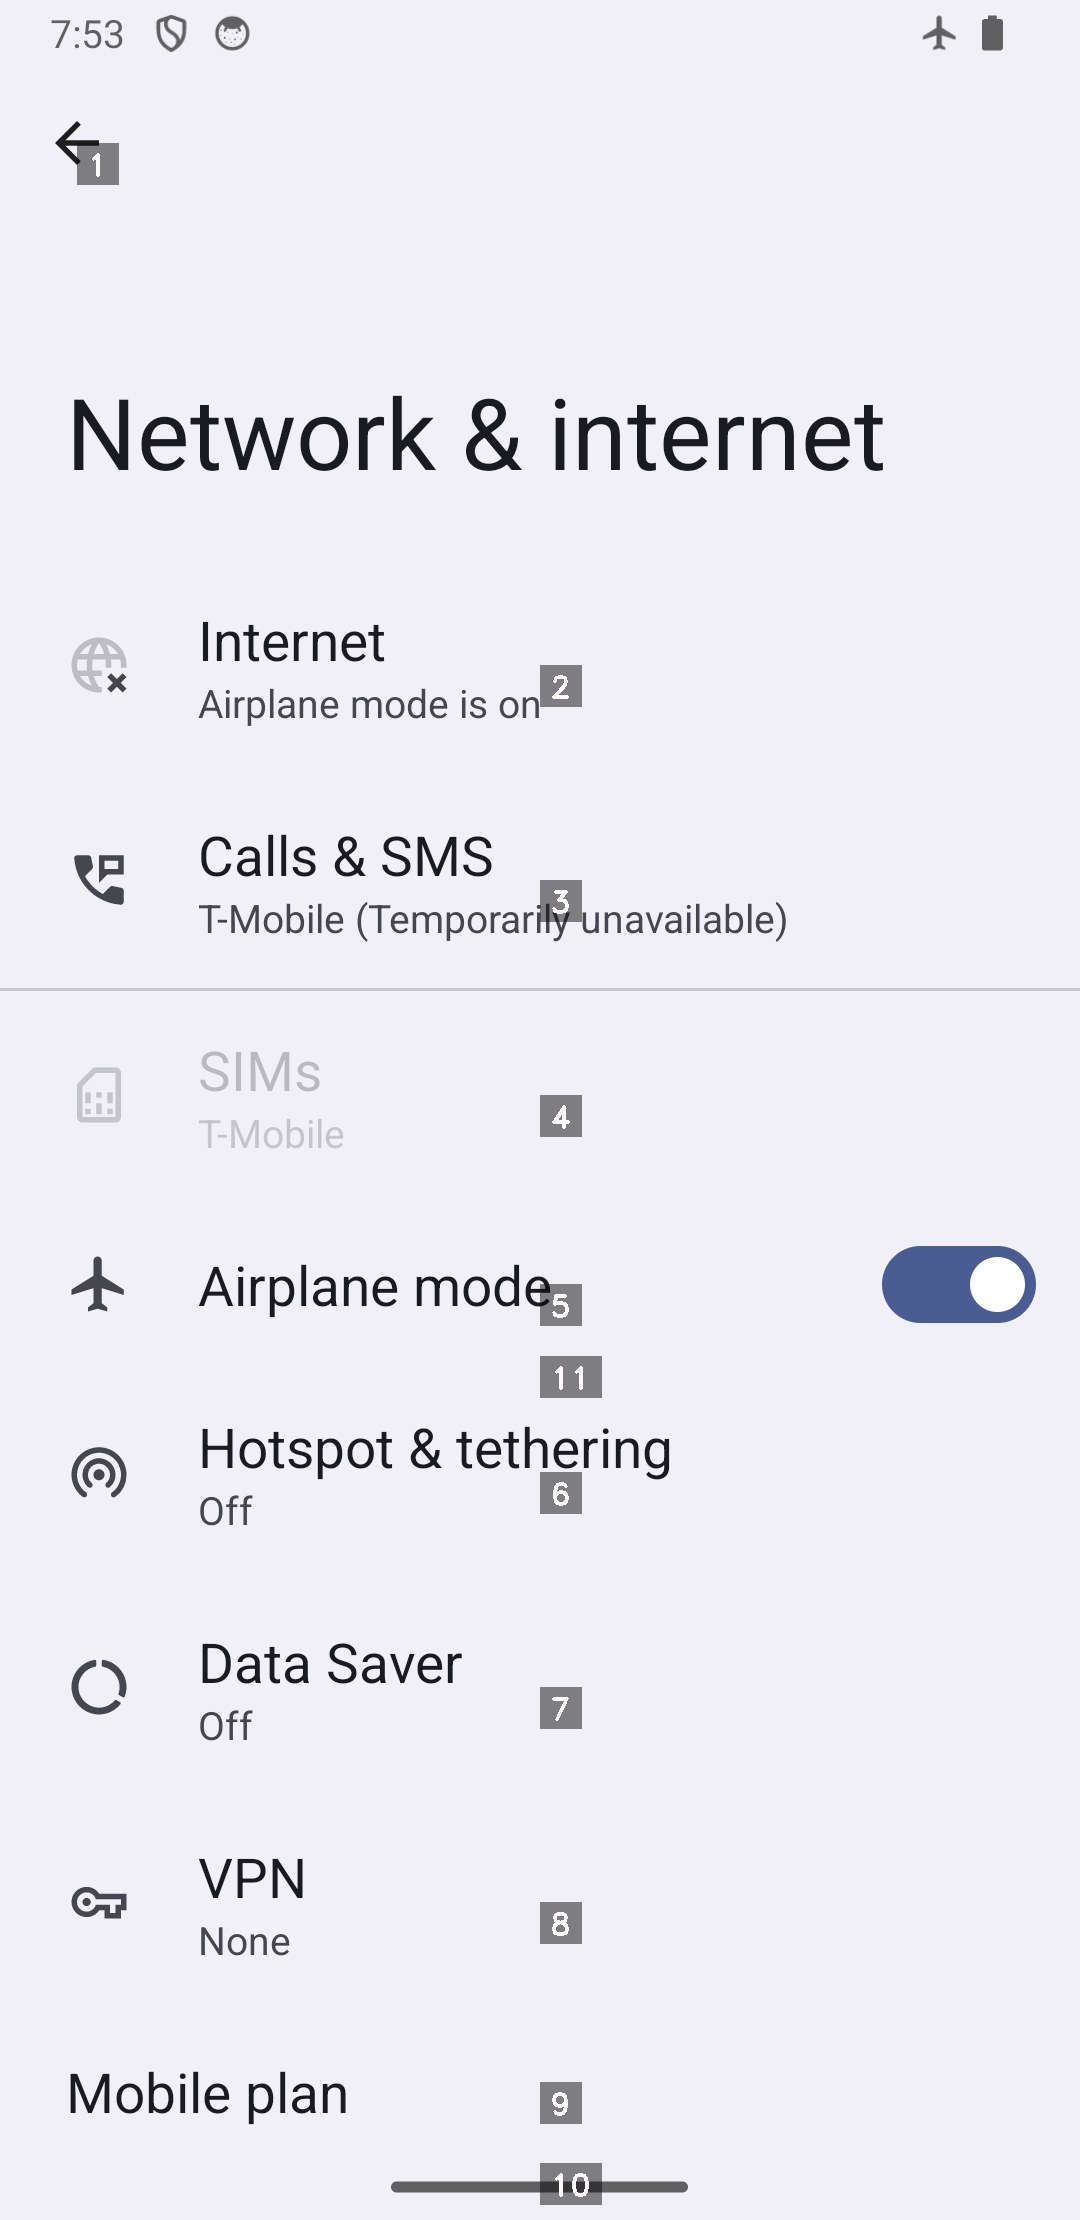 7:53
1
Network & internet
Internet
Airplane mode is on
2
Calls & SMS
3
T-Mobile (Temporarily unavailable)
SIMs
T-Mobile
4
Airplane mode
5
11
Hotspot & tethering
6
Off
Data Saver
Off
7
VPN
None
8
Mobile plan
9
10